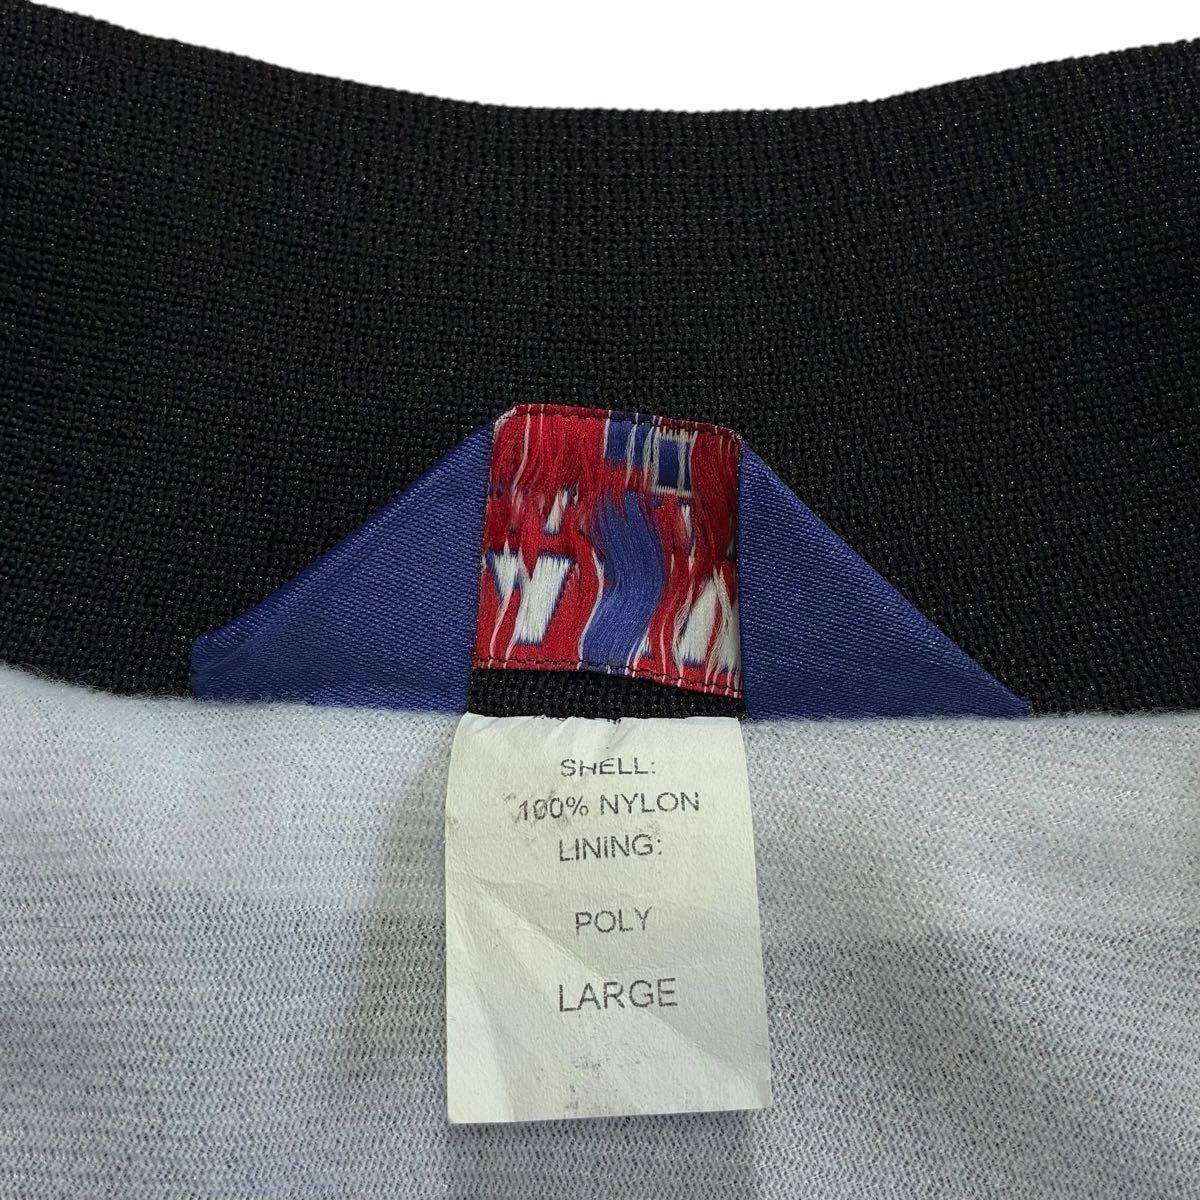 SHELL:
100% NYLON
LINING:
POLY
LARGE